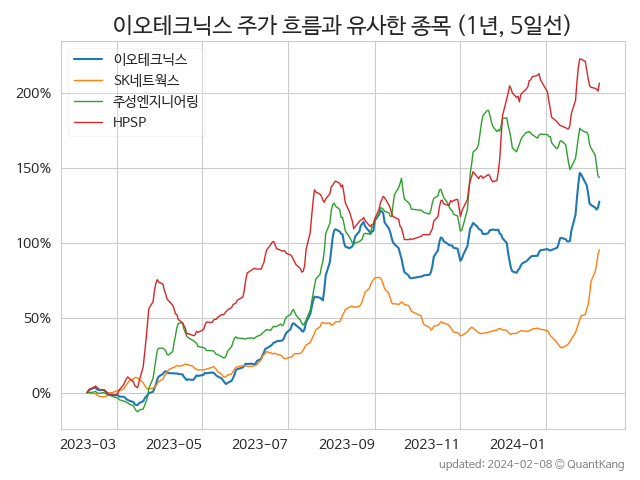 이오테크닉스 주가 흐름과 유사한 종목 (1년, 5일선)
이오테크닉스
SK네트웍스
주성엔지니어링
HPSP
200%
150%
100%
50%
0%
2023-03 2023-05 2023-07 2023-09 2023-11 2024-01
updated: 2024-02-08 © QuantKang